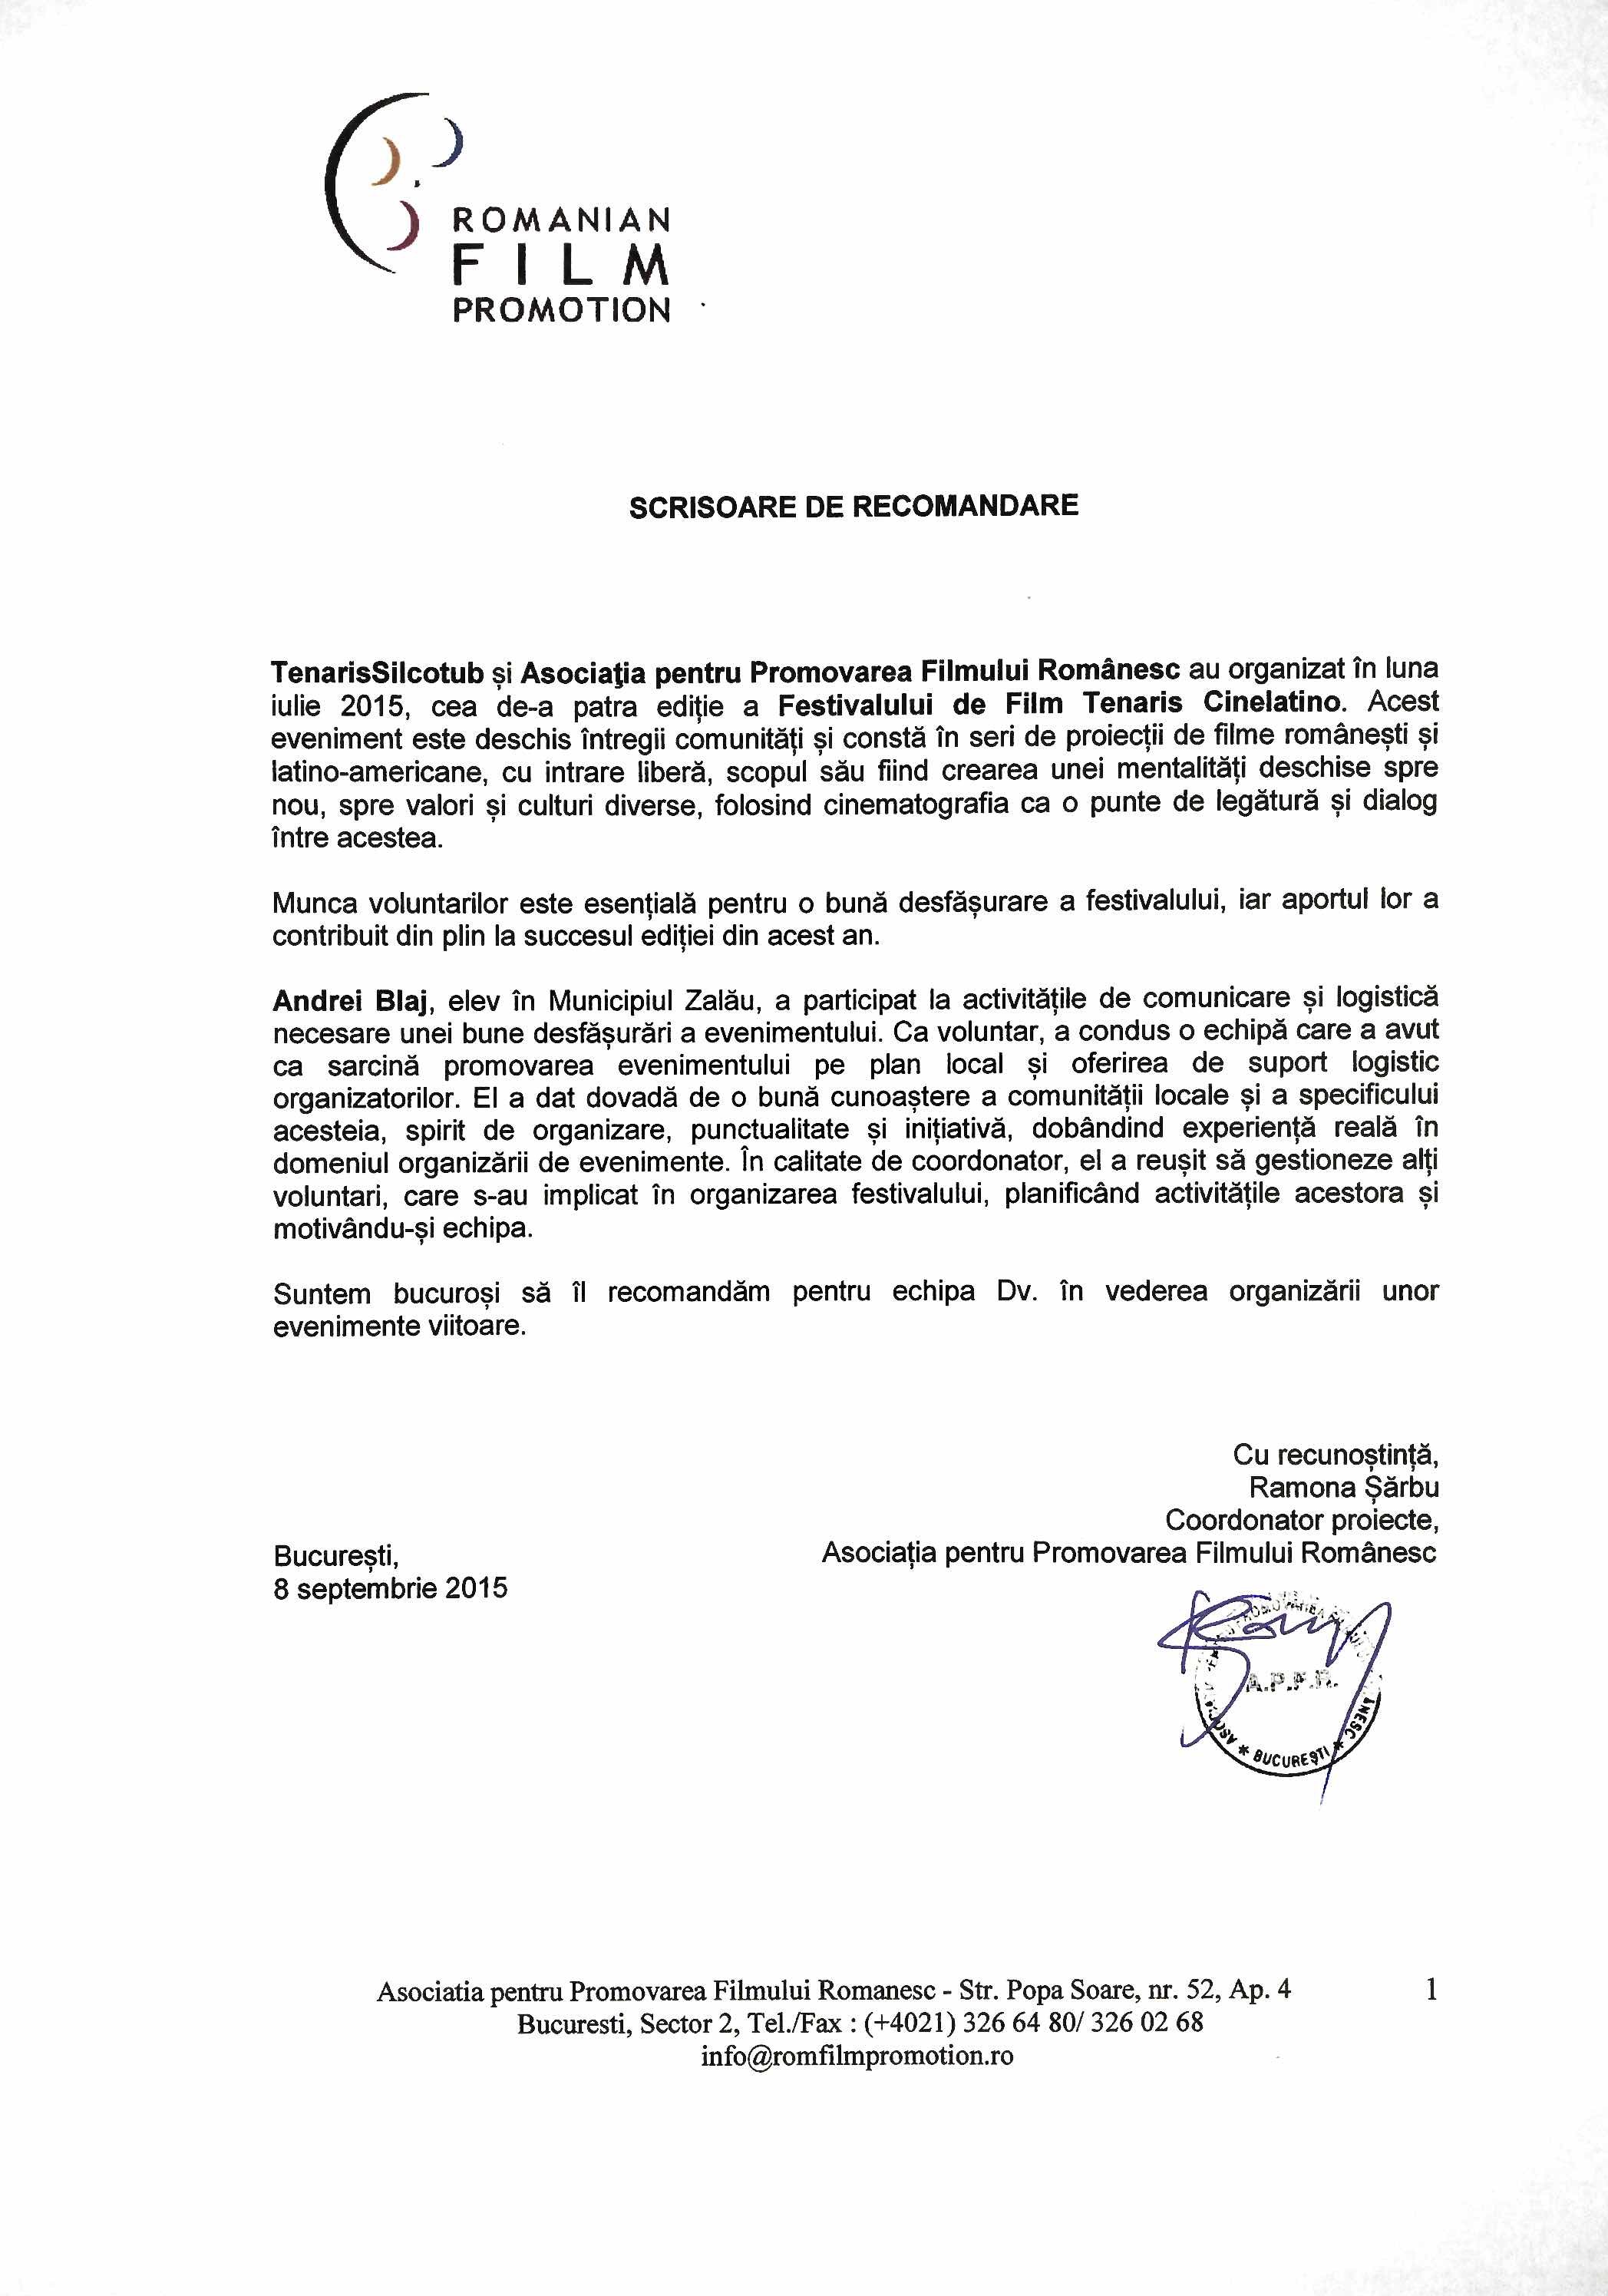 ROMANIAN
FILM
PROMOTION
SCRISOARE DE RECOMANDARE
TenarisSilcotub și Asociaţia pentru Promovarea Filmului Românesc au organizat în luna
iulie 2015, cea de-a patra ediție a Festivalului de Film Tenaris Cinelatino. Acest
eveniment este deschis întregii comunități și constă în seri de proiecții de filme românești și
latino-americane, cu intrare liberă, scopul său fiind crearea unei mentalități deschise spre
nou, spre valori și culturi diverse, folosind cinematografia ca o punte de legătură și dialog
între acestea.
Munca voluntarilor este esențială pentru o bună desfășurare a festivalului, iar aportul lor a
contribuit din plin la succesul ediției din acest an.
Andrei Blaj, elev în Municipiul Zalău, a participat la activitățile de comunicare și logistică
necesare unei bune desfășurări a evenimentului. Ca voluntar, a condus o echipă care a avut
ca sarcină promovarea evenimentului pe plan local și oferirea de suport logistic
organizatorilor. El a dat dovadă de o bună cunoaștere a comunității locale și a specificului
acesteia, spirit de organizare, punctualitate și inițiativă, dobândind experiență reală în
domeniul organizării de evenimente. În calitate de coordonator, el a reușit să gestioneze alți
voluntari, care s-au implicat în organizarea festivalului, planificând activitățile acestora și
motivându-și echipa.
Suntem bucuroși să îl recomandăm pentru echipa Dv. în vederea organizării unor
evenimente viitoare.
Cu recunoștință,
Ramona Șărbu
Coordonator proiecte,
Asociația pentru Promovarea Filmului Românesc
București,
8 septembrie 2015
A.P.F.R.
* BUCUREȘTI *
Asociatia pentru Promovarea Filmului Romanesc - Str. Popa Soare, nr. 52, Ap. 4
1
Bucuresti, Sector 2, Tel./Fax : (+4021) 326 64 80/ 326 02 68
info@romfilmpromotion.ro